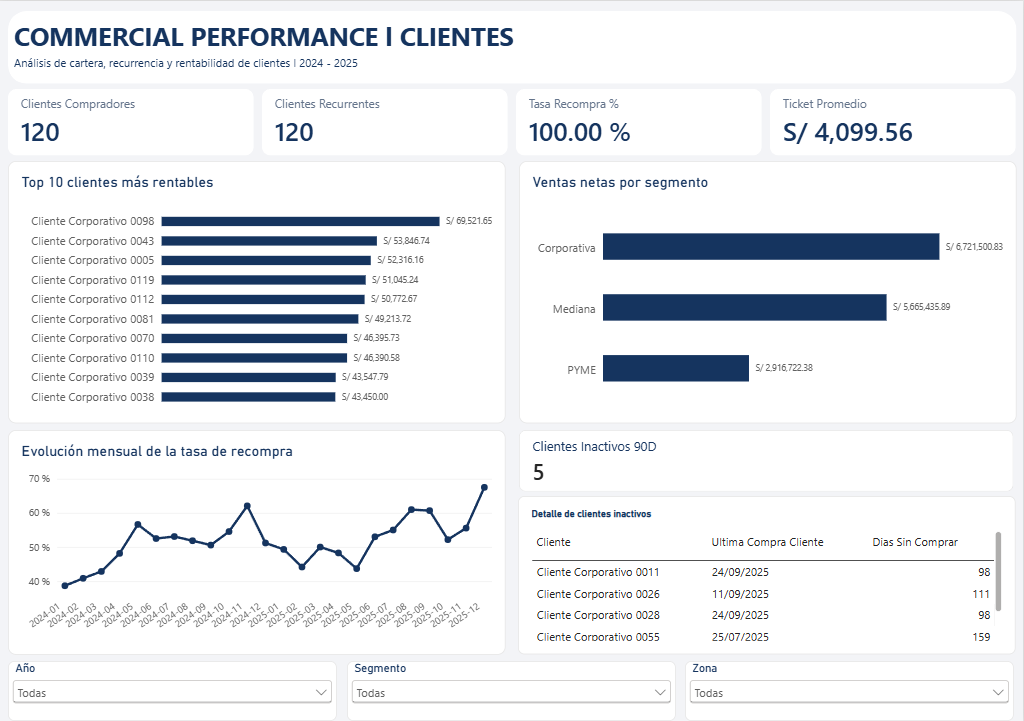 COMMERCIAL PERFORMANCE l CLIENTES
Análisis de cartera, recurrencia y rentabilidad de clientes l 2024 - 2025
Clientes Compradores
120
Clientes Recurrentes
120
Tasa Recompra %
100.00 %
Ticket Promedio
S/ 4,099.56
Top 10 clientes más rentables
Cliente Corporativo 0098 S/ 69,521.65
Cliente Corporativo 0043 S/ 53,846.74
Cliente Corporativo 0005 S/ 52,316.16
Cliente Corporativo 0119 S/ 51,045.24
Cliente Corporativo 0112 S/ 50,772.67
Cliente Corporativo 0081 S/ 49,213.72
Cliente Corporativo 0070 S/ 46,395.73
Cliente Corporativo 0110 S/ 46,390.58
Cliente Corporativo 0039 S/ 43,547.79
Cliente Corporativo 0038 S/ 43,450.00
Ventas netas por segmento
Corporativa S/ 6,721,500.83
Mediana S/ 5,665,435.89
PYME S/ 2,916,722.38
Evolución mensual de la tasa de recompra
70 %
60 %
50 %
40 %
2024-01 2024-02 2024-03 2024-04 2024-05 2024-06 2024-07 2024-08 2024-09 2024-10 2024-11 2024-12 2025-01 2025-02 2025-03 2025-04 2025-05 2025-06 2025-07 2025-08 2025-09 2025-10 2025-11 2025-12
Clientes Inactivos 90D
5
Detalle de clientes inactivos
Cliente Ultima Compra Cliente Dias Sin Comprar
Cliente Corporativo 0011 24/09/2025 98
Cliente Corporativo 0026 11/09/2025 111
Cliente Corporativo 0028 24/09/2025 98
Cliente Corporativo 0055 25/07/2025 159
Año
Todas
Segmento
Todas
Zona
Todas